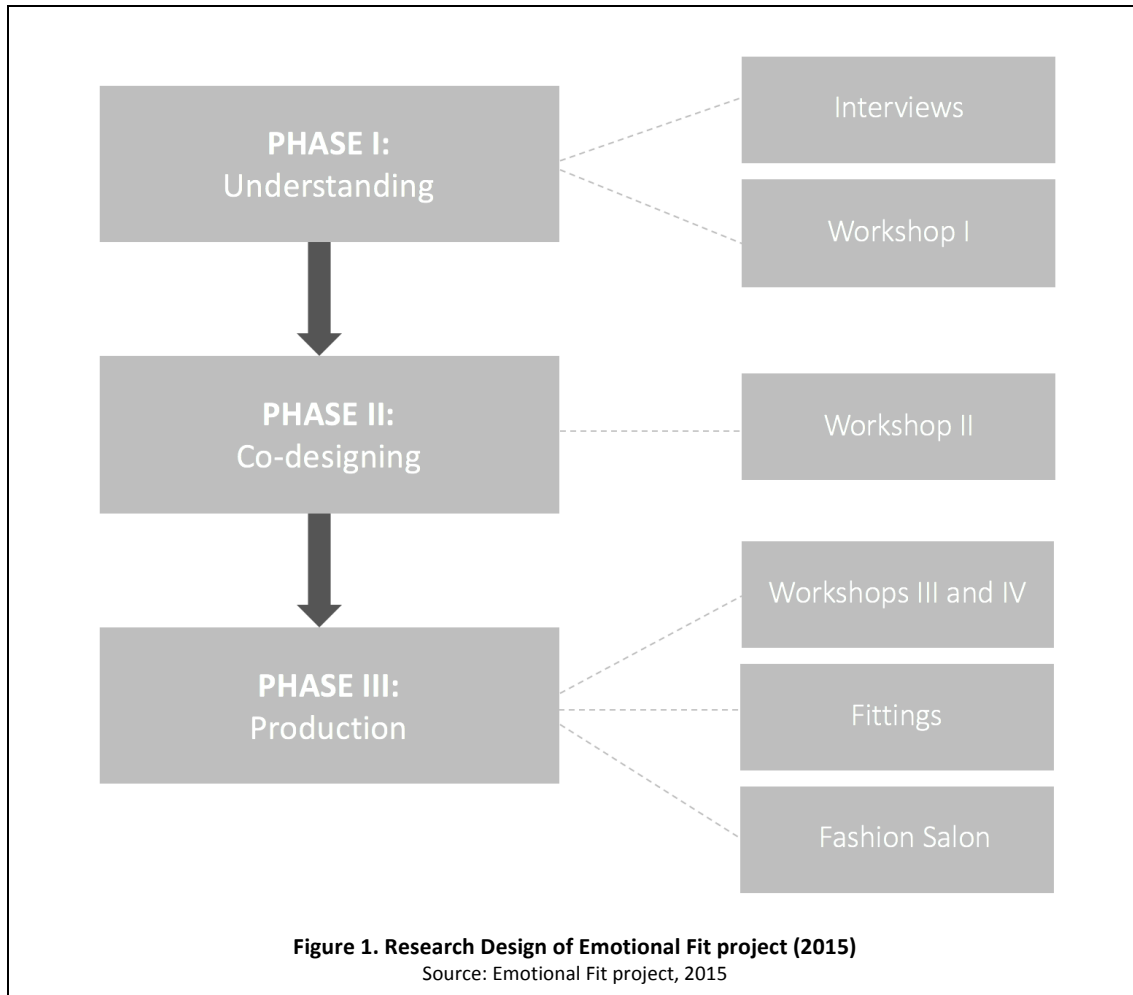 PHASE I:
Understanding
Interviews
Workshop I
PHASE II:
Co-designing
Workshop II
PHASE III:
Production
Workshops III and IV
Fittings
Fashion Salon
Figure 1. Research Design of Emotional Fit project (2015)
Source: Emotional Fit project, 2015